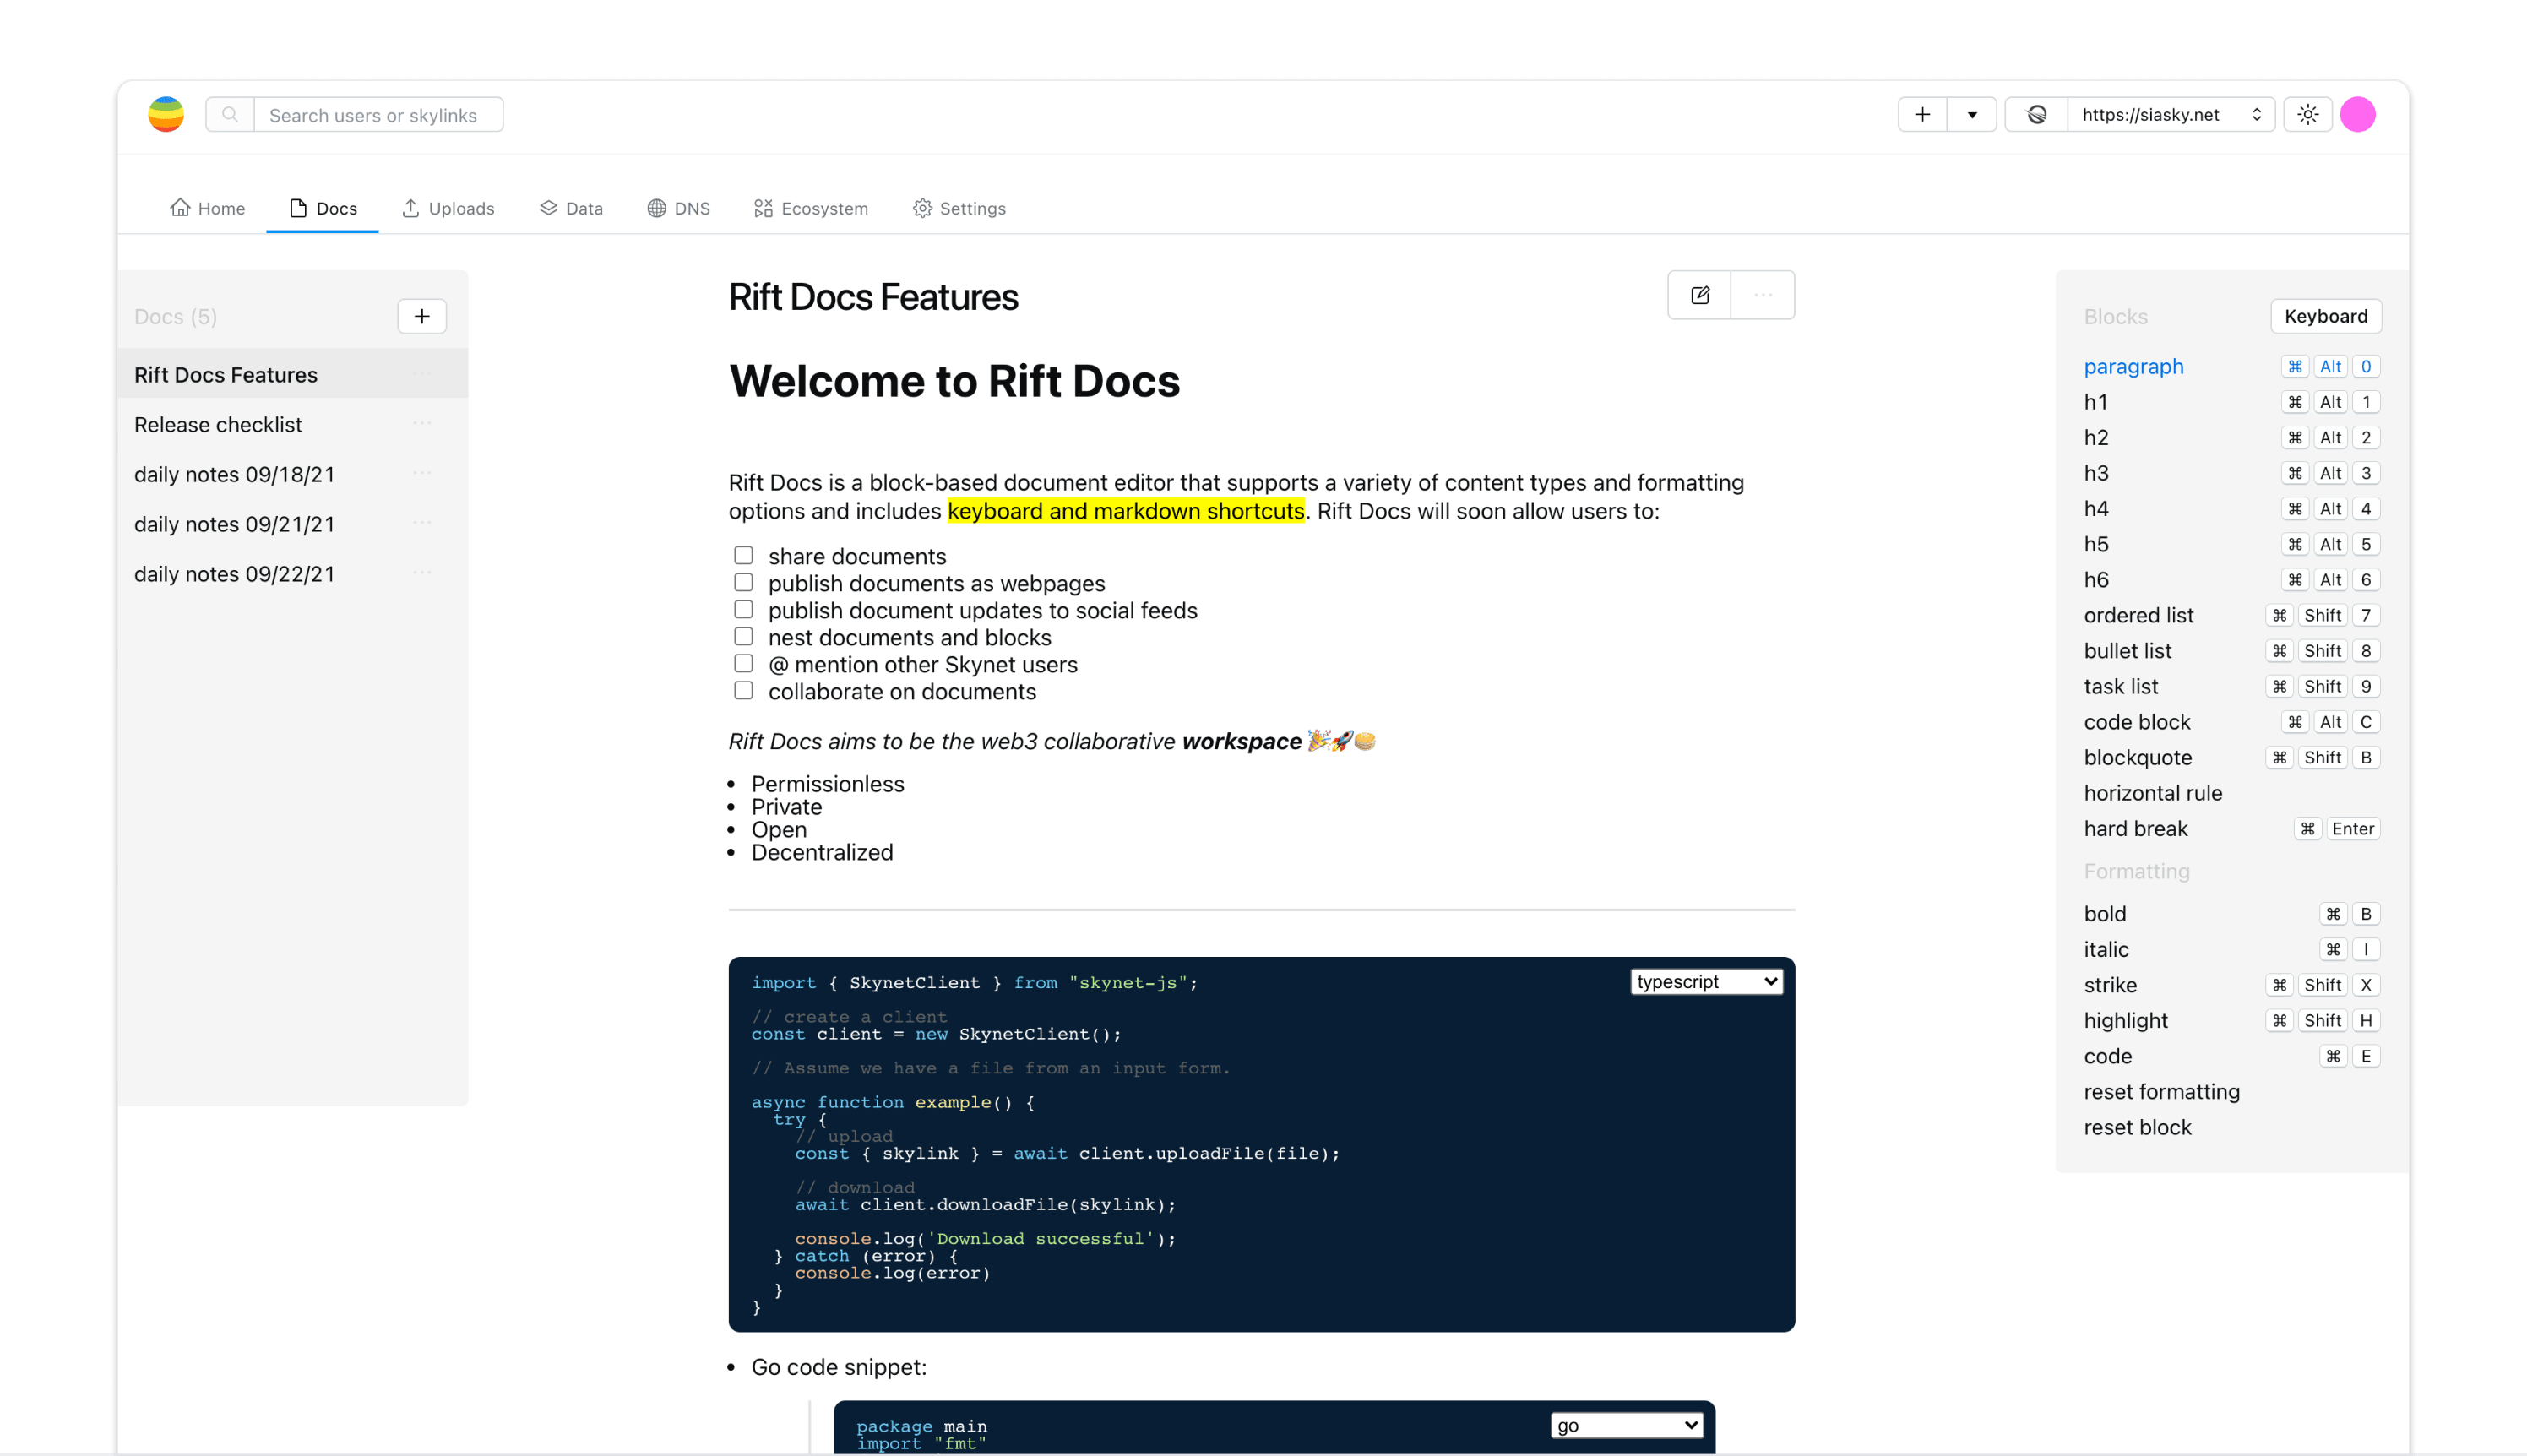 Search users or skylinks
https://siasky.net
Home Docs Uploads Data DNS Ecosystem Settings
Docs (5)
Rift Docs Features
Release checklist
daily notes 09/18/21
daily notes 09/21/21
daily notes 09/22/21
Rift Docs Features
Welcome to Rift Docs
Rift Docs is a block-based document editor that supports a variety of content types and formatting
options and includes keyboard and markdown shortcuts. Rift Docs will soon allow users to:
share documents
publish documents as webpages
publish document updates to social feeds
nest documents and blocks
@ mention other Skynet users
collaborate on documents
Rift Docs aims to be the web3 collaborative workspace 🎉🚀🥞
• Permissionless
• Private
• Open
• Decentralized
typescript
import { SkynetClient } from "skynet-js";
// create a client
const client = new SkynetClient();
// Assume we have a file from an input form.
async function example() {
try {
// upload
const { skylink } = await client.uploadFile(file);
// download
await client.downloadFile(skylink);
console.log('Download successful');
} catch (error) {
console.log(error)
}
}
• Go code snippet:
go
package main
import "fmt"
Blocks
Keyboard
paragraph ⌘ Alt 0
h1 ⌘ Alt 1
h2 ⌘ Alt 2
h3 ⌘ Alt 3
h4 ⌘ Alt 4
h5 ⌘ Alt 5
h6 ⌘ Alt 6
ordered list ⌘ Shift 7
bullet list ⌘ Shift 8
task list ⌘ Shift 9
code block ⌘ Alt C
blockquote ⌘ Shift B
horizontal rule
hard break ⌘ Enter
Formatting
bold ⌘ B
italic ⌘ I
strike ⌘ Shift X
highlight ⌘ Shift H
code ⌘ E
reset formatting
reset block